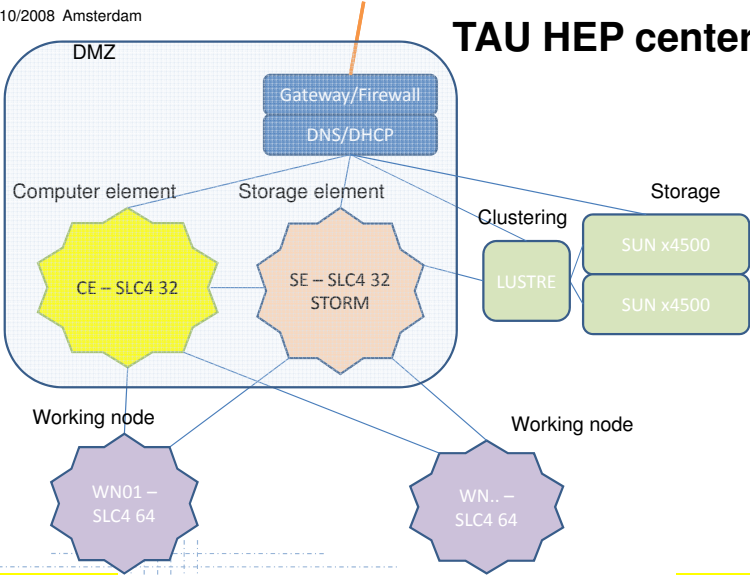 10/2008 Amsterdam
TAU HEP center
DMZ
Gateway/Firewall
DNS/DHCP
Computer element
Storage element
Clustering
Storage
CE – SLC4 32
SE – SLC4 32
STORM
LUSTRE
SUN x4500
SUN x4500
Working node
Working node
WN01 –
SLC4 64
WN.. –
SLC4 64